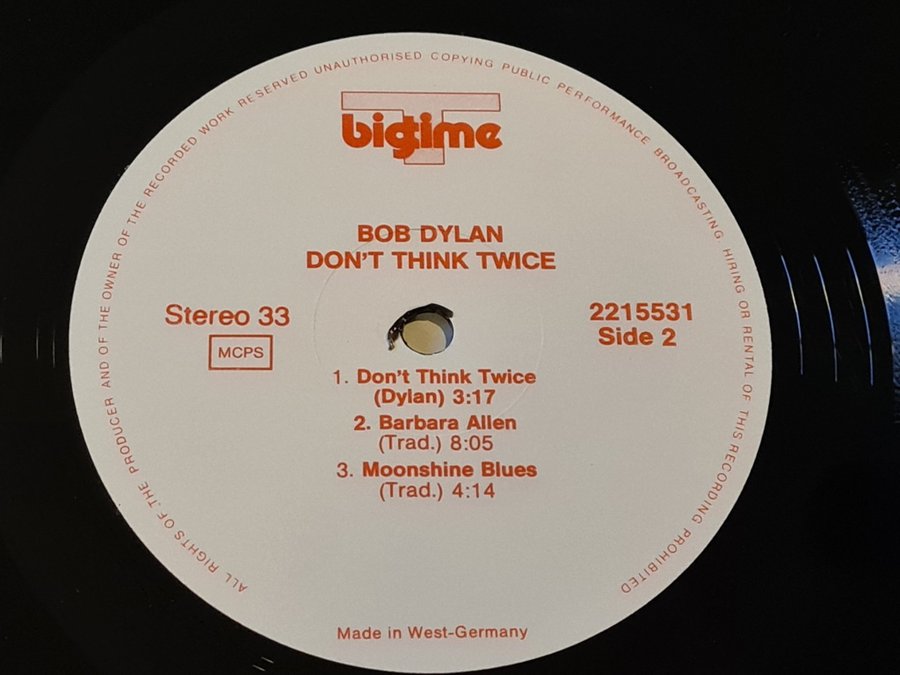 ALL RIGHTS OF THE PRODUCER AND OF THE OWNER OF THE RECORDED WORK RESERVED UNAUTHORISED COPYING PUBLIC PERFORMANCE BROADCASTING HIRING OR RENTAL OF THIS RECORDING PROHIBITED
T
bigtime
BOB DYLAN
DON'T THINK TWICE
Stereo 33
MCPS
2215531
Side 2
1. Don't Think Twice
(Dylan) 3:17
2. Barbara Allen
(Trad.) 8:05
3. Moonshine Blues
(Trad.) 4:14
Made in West-Germany